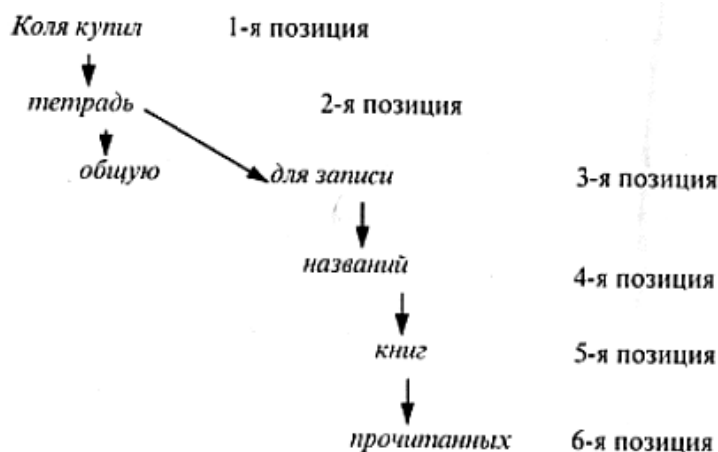 Коля купил 1-я позиция
тетрадь 2-я позиция
общую для записи 3-я позиция
названий 4-я позиция
книг 5-я позиция
прочитанных 6-я позиция